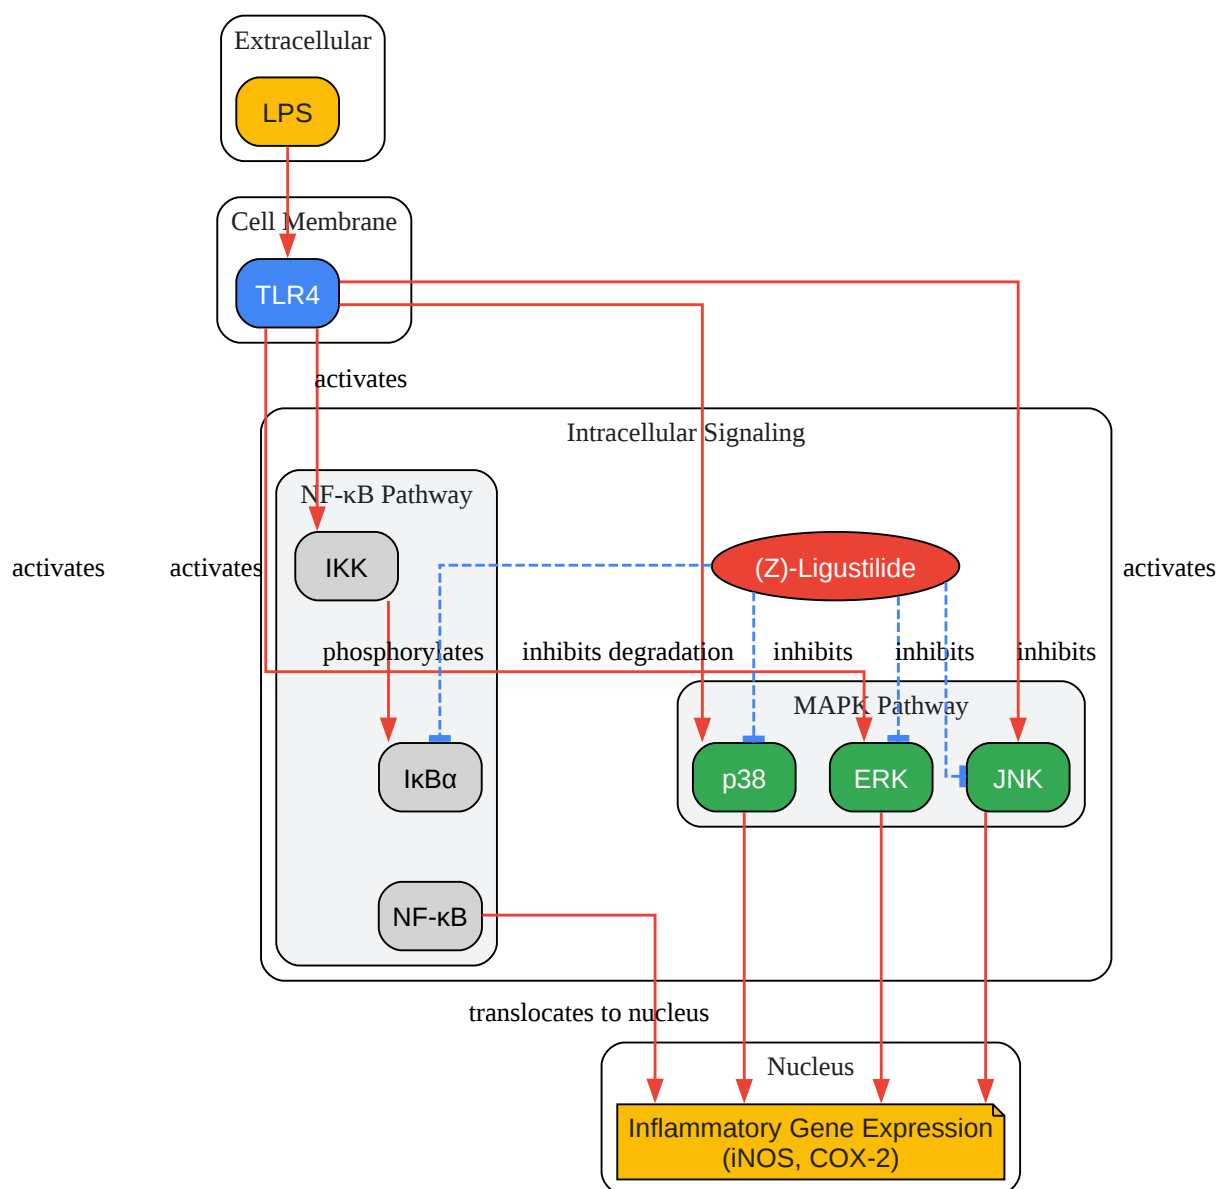 Extracellular
LPS
Cell Membrane
TLR4
activates
Intracellular Signaling
NF-κB Pathway
activates
activates
IKK
(Z)-Ligustilide
activates
phosphorylates
inhibits degradation
inhibits
inhibits
inhibits
MAPK Pathway
IκBα
p38
ERK
JNK
NF-κB
translocates to nucleus
Nucleus
Inflammatory Gene Expression
(iNOS, COX-2)